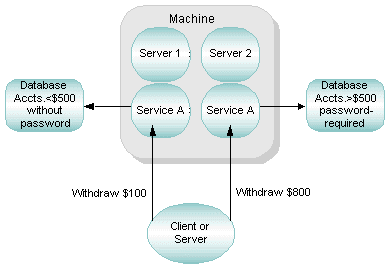 Machine
Server 1
Server 2
Database
Accts.<$500
without
password
Service A
Service A
Database
Accts.>$500
password-
required
Withdraw $100
Withdraw $800
Client or
Server